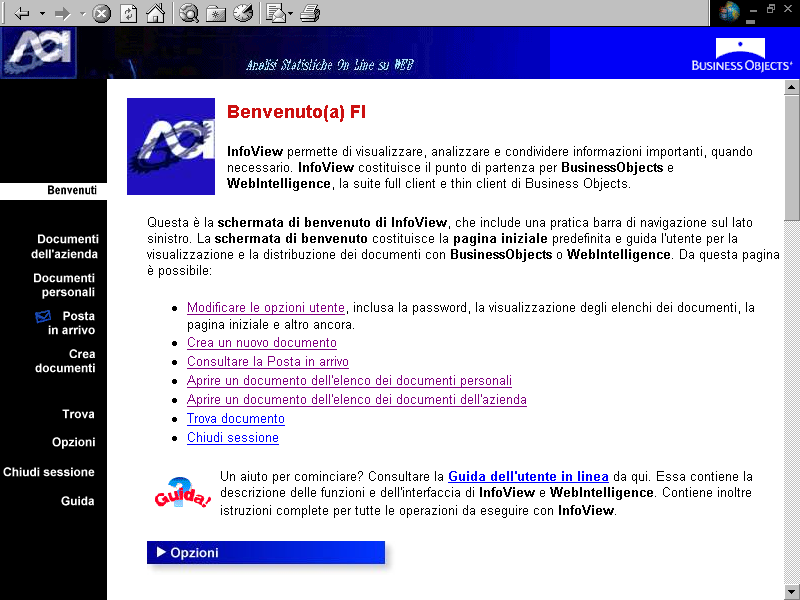 ACI
Analisi Statistiche On Line su WEB
BUSINESS OBJECTS
ACI
Benvenuto(a) FI
InfoView permette di visualizzare, analizzare e condividere informazioni importanti, quando
necessario. InfoView costituisce il punto di partenza per BusinessObjects e
WebIntelligence, la suite full client e thin client di Business Objects.
Benvenuti
Documenti
dell'azienda
Documenti
personali
Posta
in arrivo
Crea
documenti
Trova
Opzioni
Chiudi sessione
Guida
Questa è la schermata di benvenuto di InfoView, che include una pratica barra di navigazione sul lato
sinistro. La schermata di benvenuto costituisce la pagina iniziale predefinita e guida l'utente per la
visualizzazione e la distribuzione dei documenti con BusinessObjects o WebIntelligence. Da questa pagina
è possibile:
Modificare le opzioni utente, inclusa la password, la visualizzazione degli elenchi dei documenti, la
pagina iniziale e altro ancora.
Crea un nuovo documento
Consultare la Posta in arrivo
Aprire un documento dell'elenco dei documenti personali
Aprire un documento dell'elenco dei documenti dell'azienda
Trova documento
Chiudi sessione
Guida!
Un aiuto per cominciare? Consultare la Guida dell'utente in linea da qui. Essa contiene la
descrizione delle funzioni e dell'interfaccia di InfoView e WebIntelligence. Contiene inoltre
istruzioni complete per tutte le operazioni da eseguire con InfoView.
Opzioni